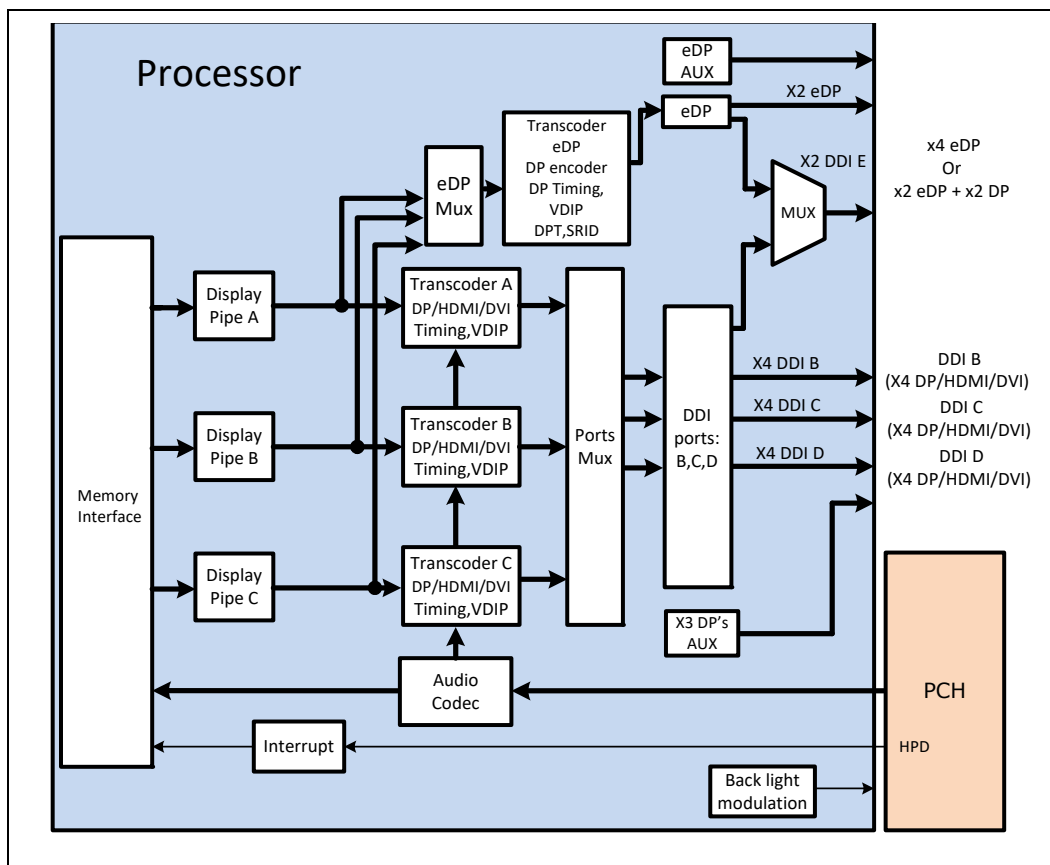 Processor
eDP
AUX
X2 eDP
eDP
Transcoder
eDP
DP encoder
DP Timing,
VDIP
DPT,SRID
eDP
Mux
X2 DDI E
MUX
x4 eDP
Or
x2 eDP + x2 DP
Memory
Interface
Display
Pipe A
Transcoder A
DP/HDMI/DVI
Timing,VDIP
Display
Pipe B
Transcoder B
DP/HDMI/DVI
Timing,VDIP
Display
Pipe C
Transcoder C
DP/HDMI/DVI
Timing,VDIP
Ports
Mux
DDI
ports:
B,C,D
X4 DDI B
X4 DDI C
X4 DDI D
DDI B
(X4 DP/HDMI/DVI)
DDI C
(X4 DP/HDMI/DVI)
DDI D
(X4 DP/HDMI/DVI)
X3 DP's
AUX
Audio
Codec
PCH
Interrupt
HPD
Back light
modulation